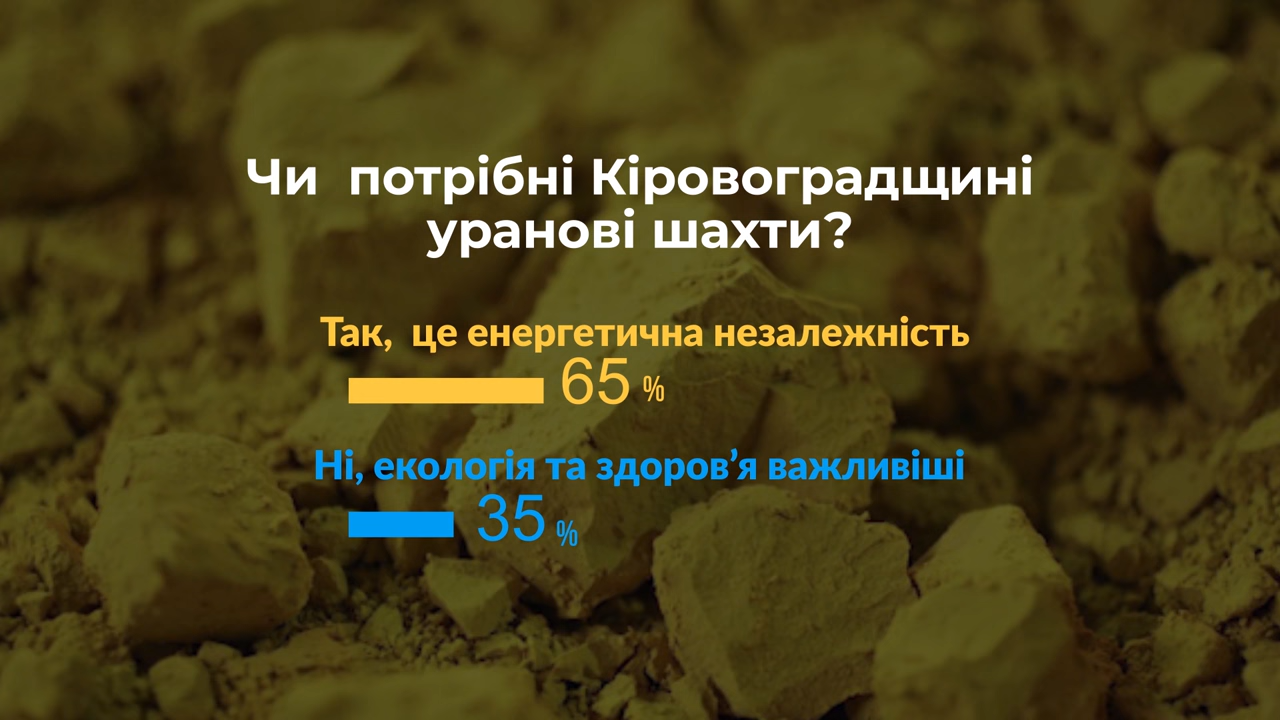 Чи потрібні Кіровоградщині
уранові шахти?
Так, це енергетична незалежність
65 %
Ні, екологія та здоров’я важливіші
35 %